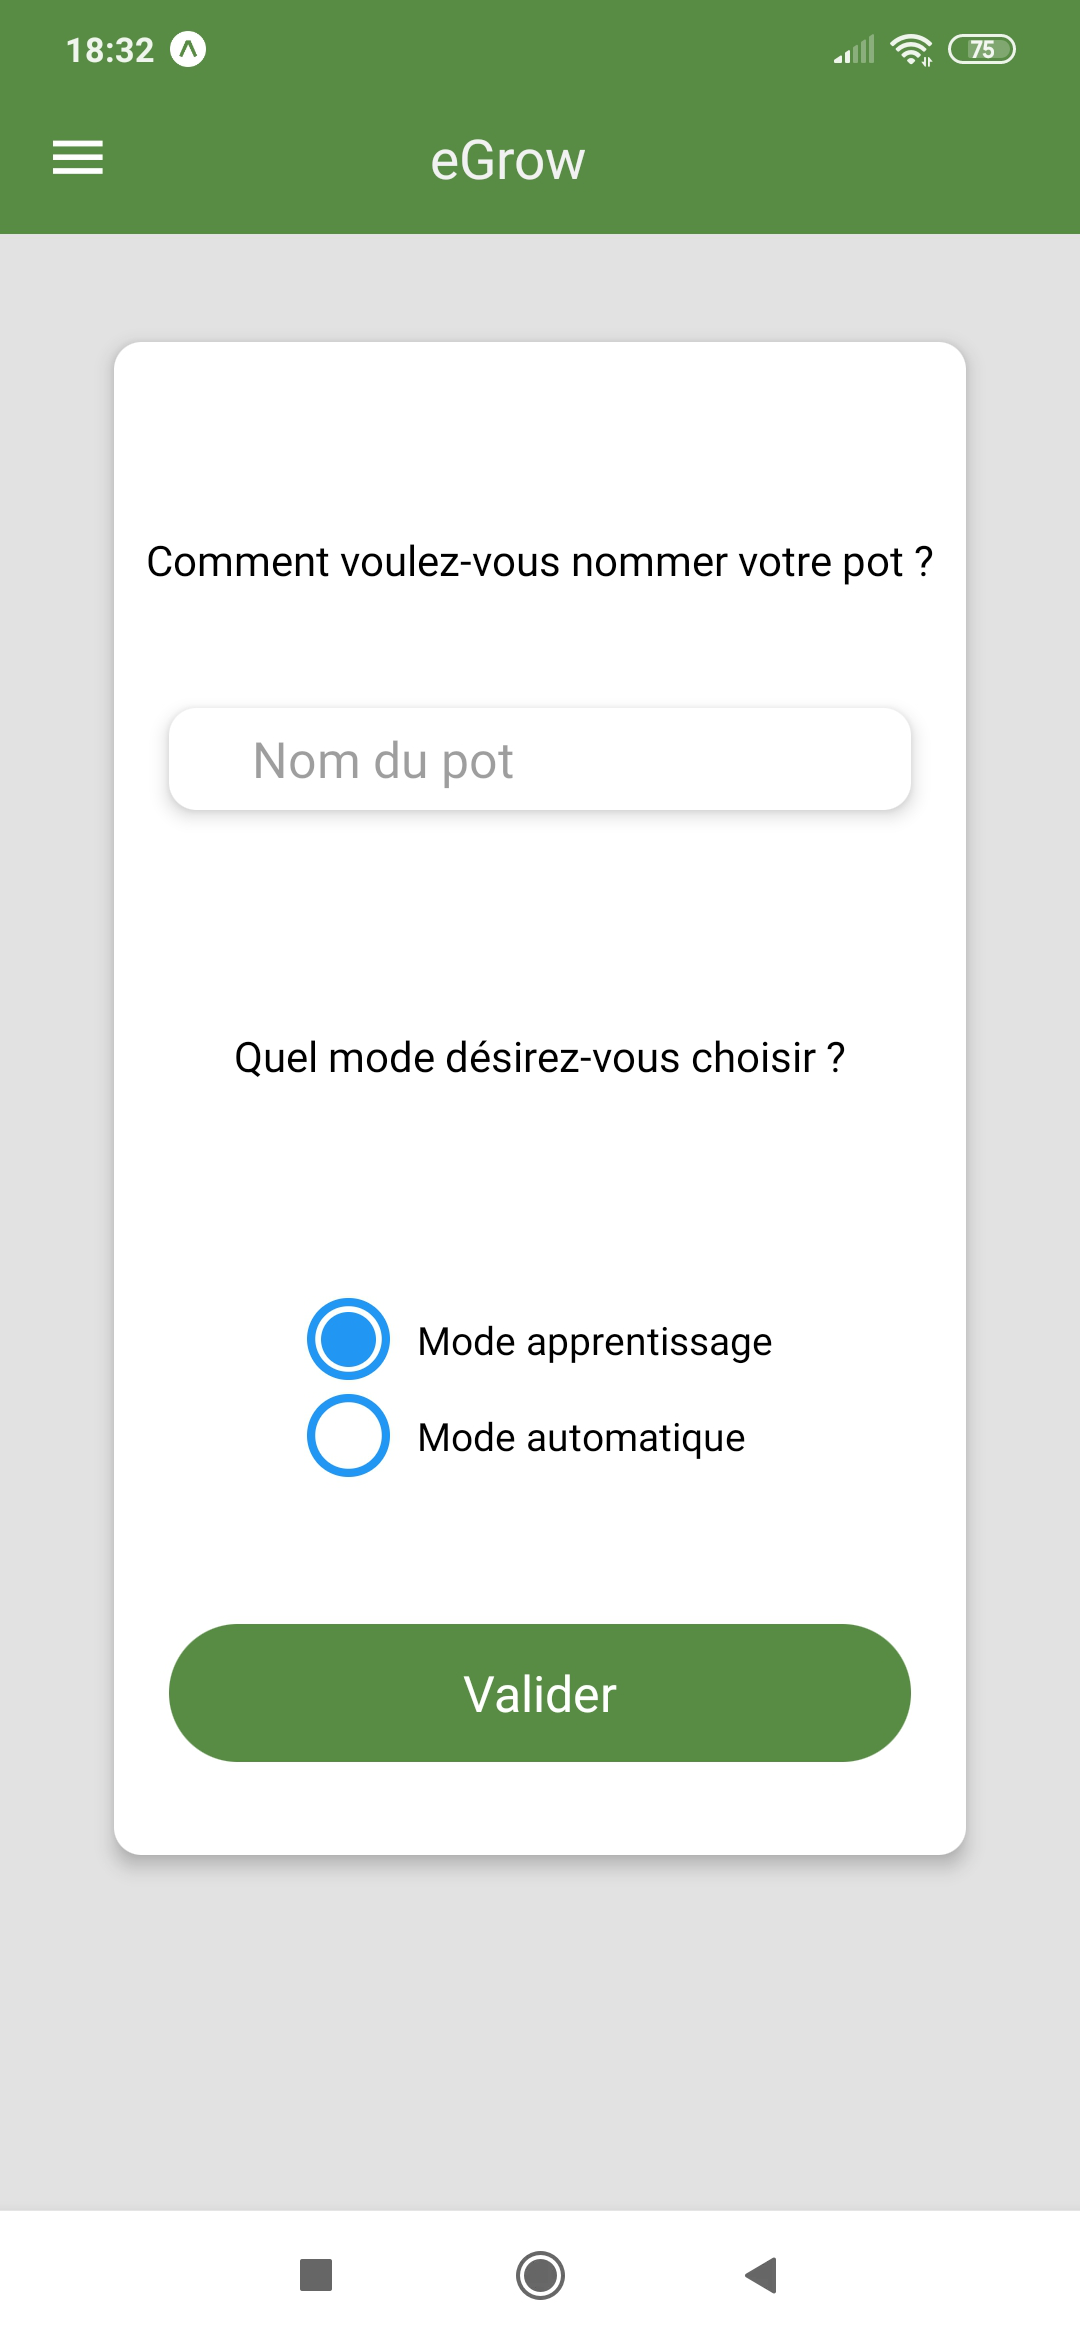 18:32
75
eGrow
Comment voulez-vous nommer votre pot ?
Nom du pot
Quel mode désirez-vous choisir ?
Mode apprentissage
Mode automatique
Valider